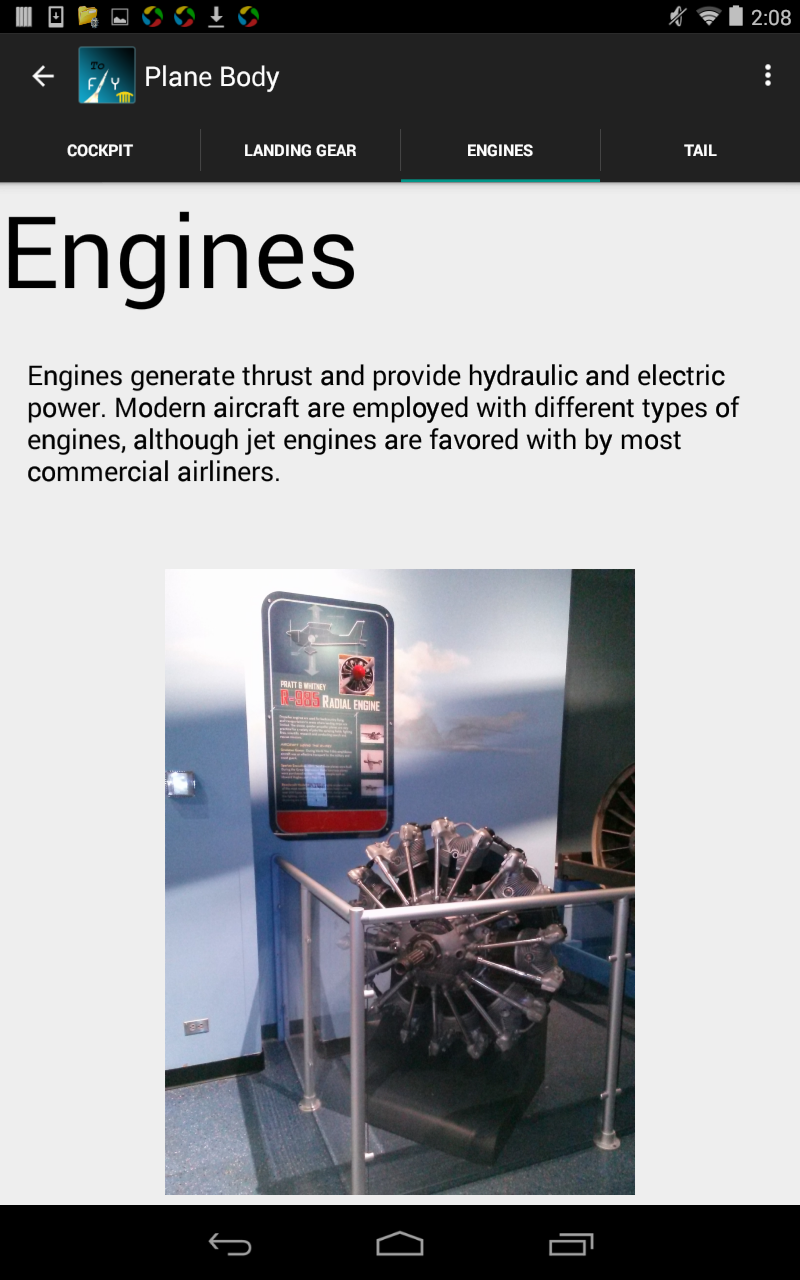 2:08
To
F Y
Plane Body
COCKPIT
LANDING GEAR
ENGINES
TAIL
Engines
Engines generate thrust and provide hydraulic and electric
power. Modern aircraft are employed with different types of
engines, although jet engines are favored with by most
commercial airliners.
PRATT & WHITNEY
R-985 RADIAL ENGINE